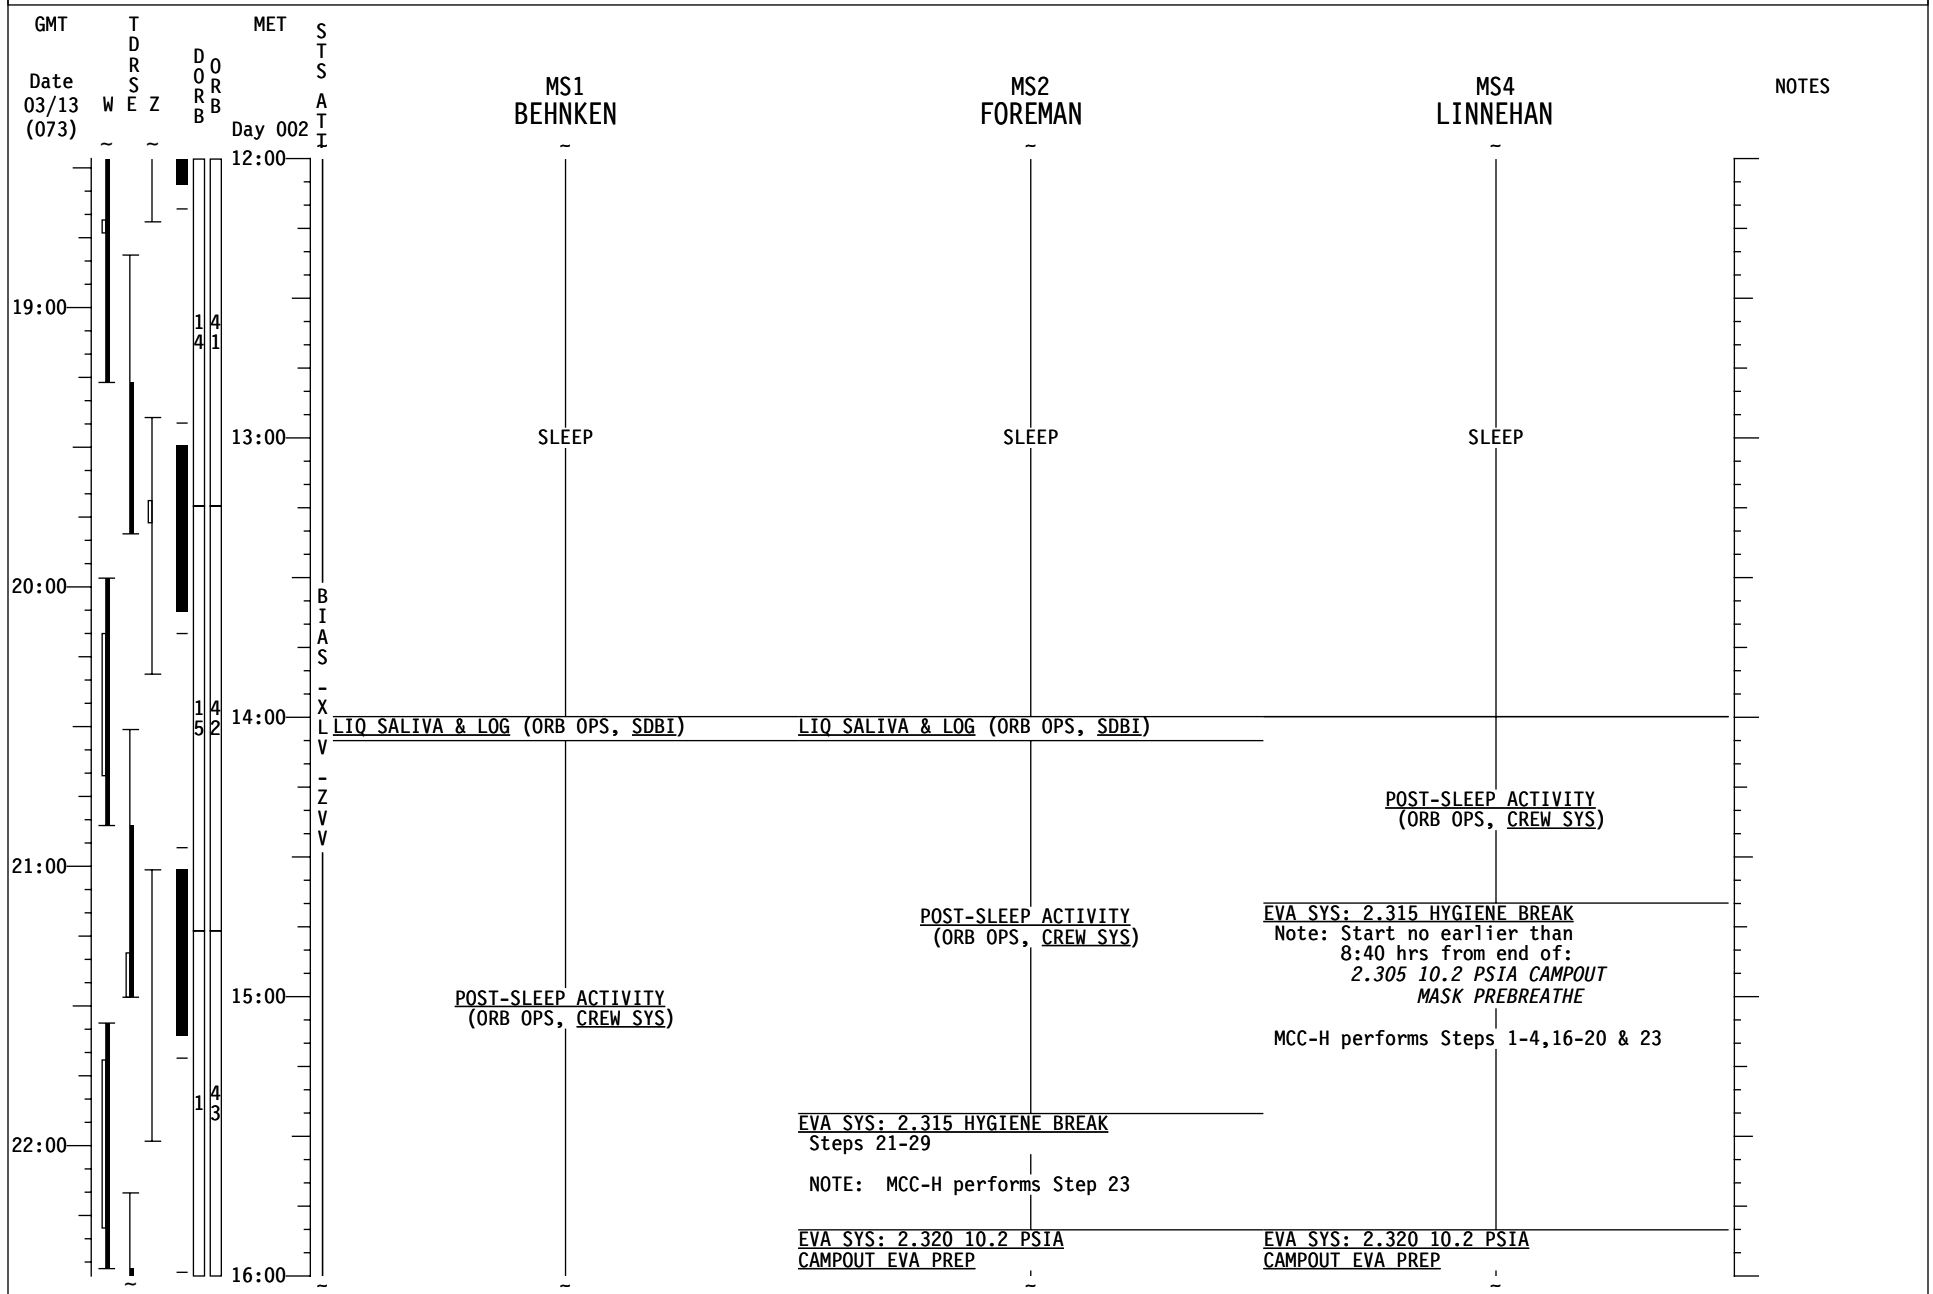 GMT
TDRS
MET
STS ATT
DORB
ORB
Date
03/13
(073)
W E Z
Day 002
MS1
BEHNKEN
MS2
FOREMAN
MS4
LINNEHAN
NOTES
~ ~ ~ ~ ~
12:00
19:00
14 41
13:00
SLEEP SLEEP SLEEP
20:00
BIAS -XLV -ZVV
15 42
14:00
LIQ SALIVA & LOG (ORB OPS, SDBI) LIQ SALIVA & LOG (ORB OPS, SDBI)
POST-SLEEP ACTIVITY
(ORB OPS, CREW SYS)
21:00
POST-SLEEP ACTIVITY
(ORB OPS, CREW SYS)
EVA SYS: 2.315 HYGIENE BREAK
Note: Start no earlier than
8:40 hrs from end of:
2.305 10.2 PSIA CAMPOUT
MASK PREBREATHE
15:00
POST-SLEEP ACTIVITY
(ORB OPS, CREW SYS)
MCC-H performs Steps 1-4,16-20 & 23
1 43
EVA SYS: 2.315 HYGIENE BREAK
Steps 21-29
22:00
NOTE: MCC-H performs Step 23
EVA SYS: 2.320 10.2 PSIA
CAMPOUT EVA PREP
EVA SYS: 2.320 10.2 PSIA
CAMPOUT EVA PREP
16:00
~ ~ ~ ~ ~